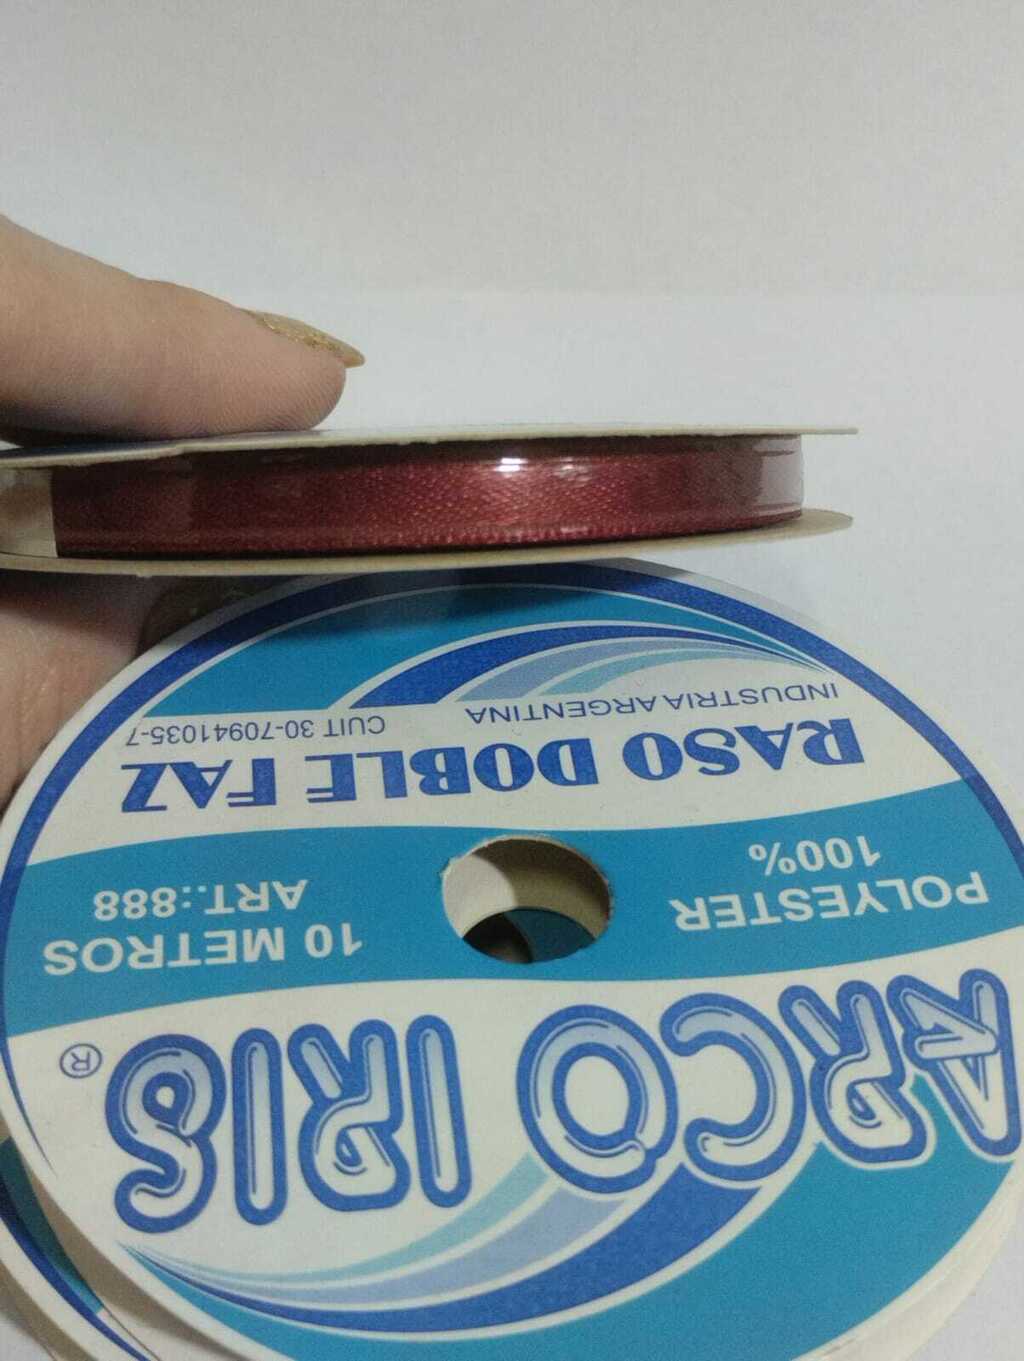 ARCO IRIS®
POLYESTER
100%
10 METROS
ART.:888
RASO DOBLE FAZ
INDUSTRIA ARGENTINA
CUIT 30-70941035-7